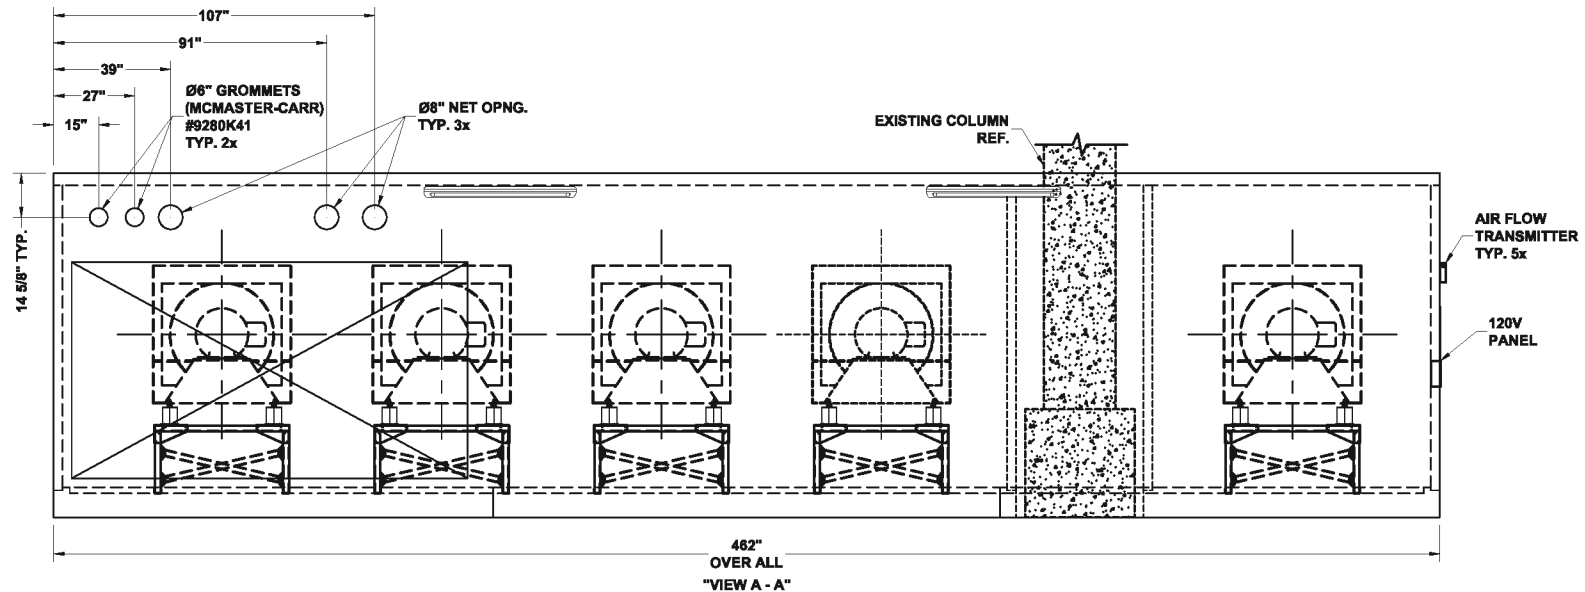 107"
91"
39"
27"
15"
Ø6" GROMMETS
(MCMASTER-CARR)
#9280K41
TYP. 2x
Ø8" NET OPNG.
TYP. 3x
EXISTING COLUMN
REF.
14 5/8" TYP.
AIR FLOW
TRANSMITTER
TYP. 5x
120V
PANEL
462"
OVER ALL
"VIEW A - A"